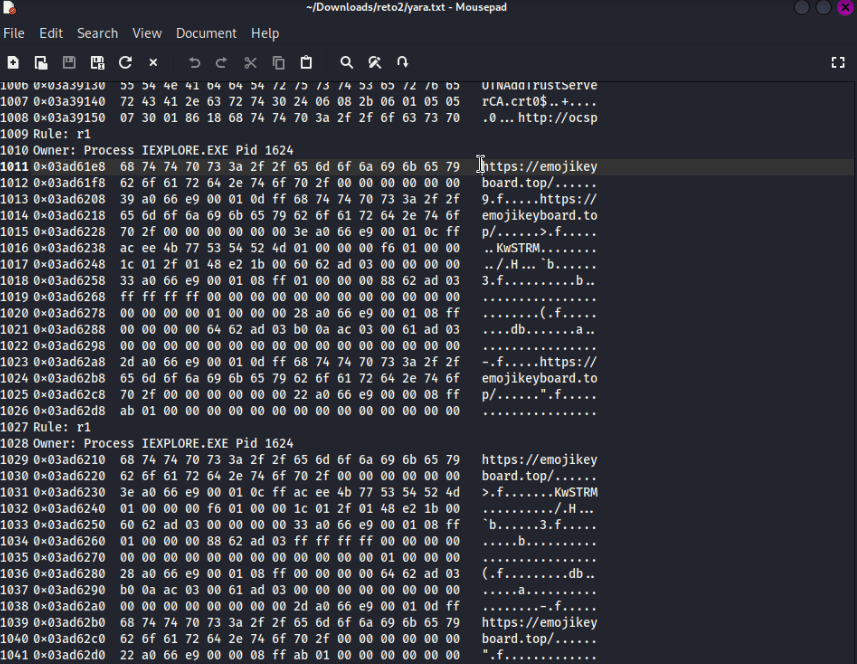 ~/Downloads/reto2/yara.txt - Mousepad
File Edit Search View Document Help
1006 0×03a39130 55 54 4e 41 64 64 54 72 75 73 74 53 65 72 76 65 UTNAddTrustServe
1007 0×03a39140 72 43 41 2e 63 72 74 30 24 06 08 2b 06 01 05 05 rCA.crt0$..+....
1008 0×03a39150 07 30 01 86 18 68 74 74 70 3a 2f 2f 6f 63 73 70 .0...http://ocsp
1009 Rule: r1
1010 Owner: Process IEXPLORE.EXE Pid 1624
1011 0×03ad61e8 68 74 74 70 73 3a 2f 2f 65 6d 6f 6a 69 6b 65 79 https://emojikey
1012 0×03ad61f8 62 6f 61 72 64 2e 74 6f 70 2f 00 00 00 00 00 00 board.top/......
1013 0×03ad6208 39 a0 66 e9 00 01 0d ff 68 74 74 70 73 3a 2f 2f 9.f.....https://
1014 0×03ad6218 65 6d 6f 6a 69 6b 65 79 62 6f 61 72 64 2e 74 6f emojikeyboard.to
1015 0×03ad6228 70 2f 00 00 00 00 00 00 3e a0 66 e9 00 01 0c ff p/......>.f.....
1016 0×03ad6238 ac ee 4b 77 53 54 52 4d 01 00 00 00 f6 01 00 00 ..KwSTRM........
1017 0×03ad6248 1c 01 2f 01 48 e2 1b 00 60 62 ad 03 00 00 00 00 ../.H...`b......
1018 0×03ad6258 33 a0 66 e9 00 01 08 ff 01 00 00 00 88 62 ad 03 3.f..........b..
1019 0×03ad6268 ff ff ff ff 00 00 00 00 00 00 00 00 00 00 00 00 ................
1020 0×03ad6278 00 00 00 00 01 00 00 00 28 a0 66 e9 00 01 08 ff ........(.f.....
1021 0×03ad6288 00 00 00 00 64 62 ad 03 b0 0a ac 03 00 61 ad 03 ....db.......a..
1022 0×03ad6298 00 00 00 00 00 00 00 00 00 00 00 00 00 00 00 00 ................
1023 0×03ad62a8 2d a0 66 e9 00 01 0d ff 68 74 74 70 73 3a 2f 2f -.f.....https://
1024 0×03ad62b8 65 6d 6f 6a 69 6b 65 79 62 6f 61 72 64 2e 74 6f emojikeyboard.to
1025 0×03ad62c8 70 2f 00 00 00 00 00 00 22 a0 66 e9 00 00 08 ff p/......".f.....
1026 0×03ad62d8 ab 01 00 00 00 00 00 00 00 00 00 00 00 00 00 00 ................
1027 Rule: r1
1028 Owner: Process IEXPLORE.EXE Pid 1624
1029 0×03ad6210 68 74 74 70 73 3a 2f 2f 65 6d 6f 6a 69 6b 65 79 https://emojikey
1030 0×03ad6220 62 6f 61 72 64 2e 74 6f 70 2f 00 00 00 00 00 00 board.top/......
1031 0×03ad6230 3e a0 66 e9 00 01 0c ff ac ee 4b 77 53 54 52 4d >.f.......KwSTRM
1032 0×03ad6240 01 00 00 00 f6 01 00 00 1c 01 2f 01 48 e2 1b 00 ........../.H...
1033 0×03ad6250 60 62 ad 03 00 00 00 00 33 a0 66 e9 00 01 08 ff `b......3.f.....
1034 0×03ad6260 01 00 00 00 88 62 ad 03 ff ff ff ff 00 00 00 00 .....b..........
1035 0×03ad6270 00 00 00 00 00 00 00 00 00 00 00 00 01 00 00 00 ................
1036 0×03ad6280 28 a0 66 e9 00 01 08 ff 00 00 00 00 64 62 ad 03 (.f.........db..
1037 0×03ad6290 b0 0a ac 03 00 61 ad 03 00 00 00 00 00 00 00 00 .....a..........
1038 0×03ad62a0 00 00 00 00 00 00 00 00 2d a0 66 e9 00 01 0d ff ........-.f.....
1039 0×03ad62b0 68 74 74 70 73 3a 2f 2f 65 6d 6f 6a 69 6b 65 79 https://emojikey
1040 0×03ad62c0 62 6f 61 72 64 2e 74 6f 70 2f 00 00 00 00 00 00 board.top/......
1041 0×03ad62d0 22 a0 66 e9 00 00 08 ff ab 01 00 00 00 00 00 00 ".f.............